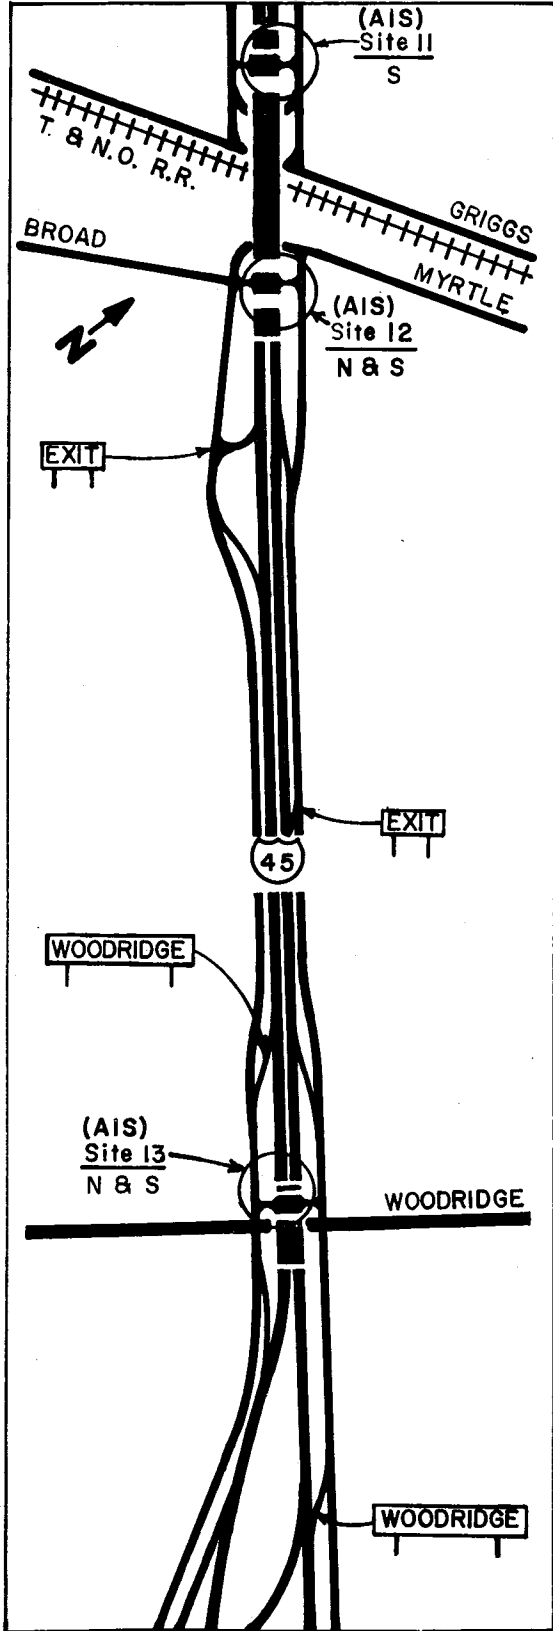 (AIS)
Site 11
S
T. & N.O. R.R.
GRIGGS
BROAD
MYRTLE
N
(AIS)
Site 12
N & S
EXIT
EXIT
45
WOODRIDGE
(AIS)
Site 13
N & S
WOODRIDGE
WOODRIDGE